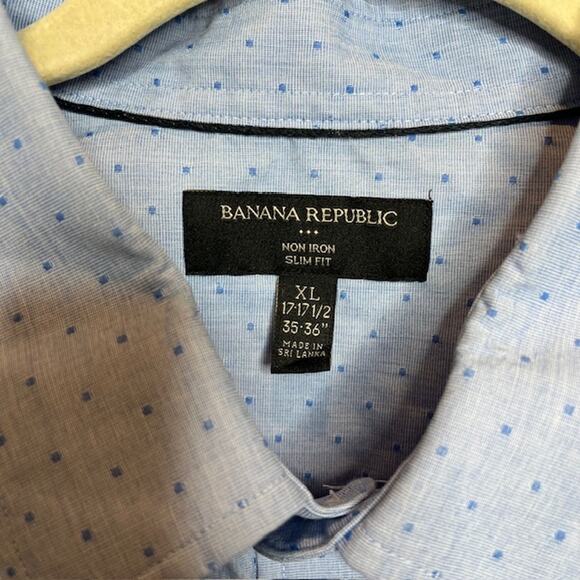 BANANA REPUBLIC
NON IRON
SLIM FIT
XL
17·17 1/2
35·36"
MADE IN
SRI LANKA